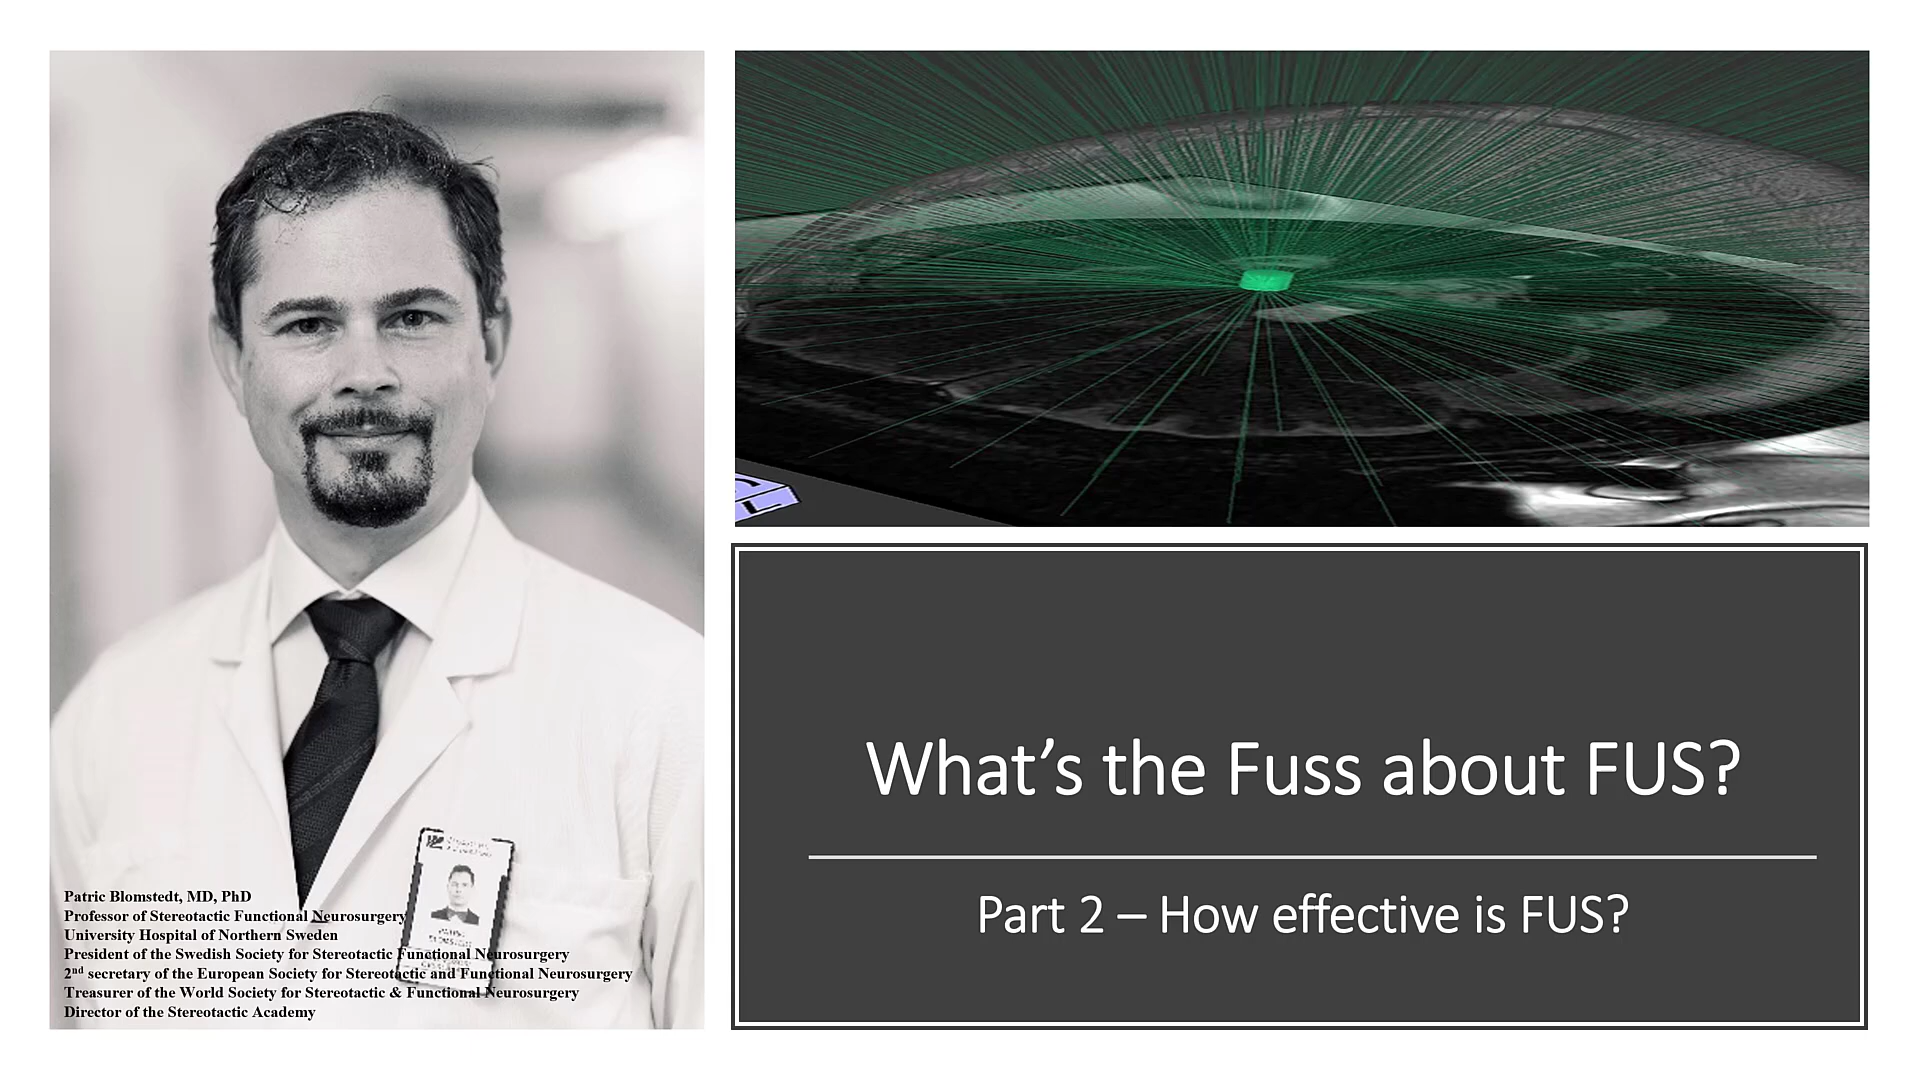 Patric Blomstedt, MD, PhD
Professor of Stereotactic Functional Neurosurgery
University Hospital of Northern Sweden
President of the Swedish Society for Stereotactic Functional Neurosurgery
2nd secretary of the European Society for Stereotactic and Functional Neurosurgery
Treasurer of the World Society for Stereotactic & Functional Neurosurgery
Director of the Stereotactic Academy
What's the Fuss about FUS?
Part 2 – How effective is FUS?